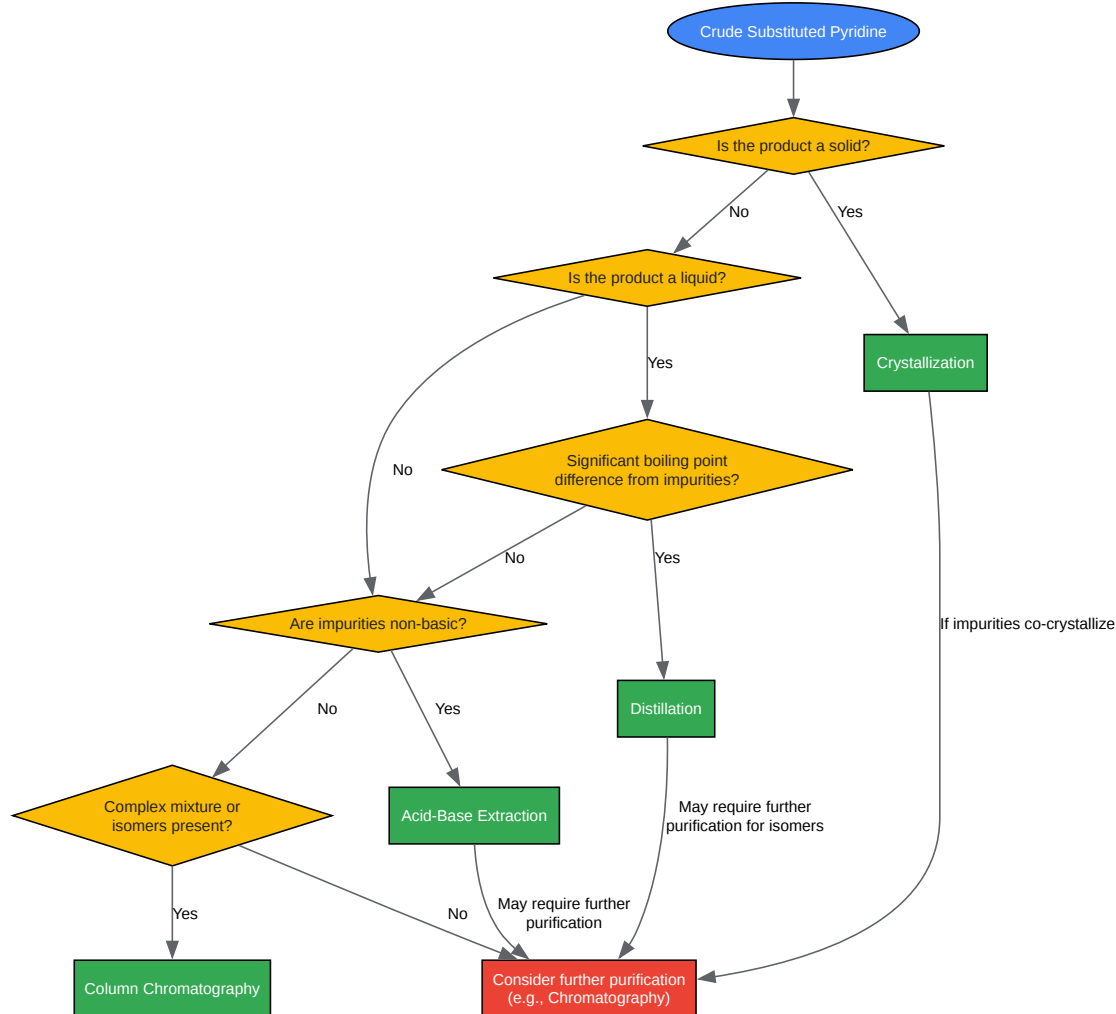 Crude Substituted Pyridine
Is the product a solid?
No
Yes
Is the product a liquid?
Yes
Crystallization
No
Significant boiling point
difference from impurities?
No
Yes
Are impurities non-basic?
If impurities co-crystallize
No
Yes
Distillation
Complex mixture or
isomers present?
Acid-Base Extraction
May require further
purification for isomers
Yes
No
May require further
purification
Column Chromatography
Consider further purification
(e.g., Chromatography)